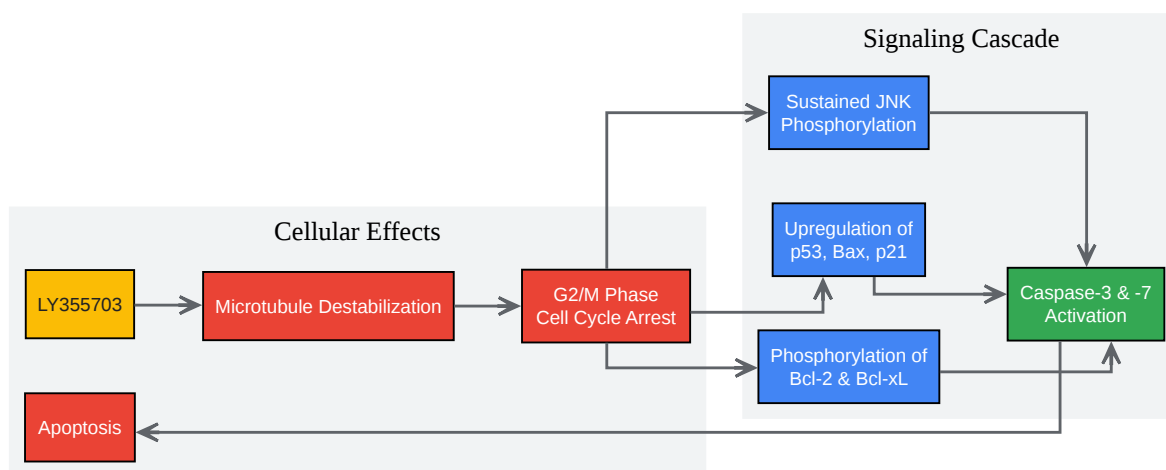 Signaling Cascade
Sustained JNK
Phosphorylation
Cellular Effects
Upregulation of
p53, Bax, p21
LY355703
Microtubule Destabilization
G2/M Phase
Cell Cycle Arrest
Caspase-3 & -7
Activation
Phosphorylation of
Bcl-2 & Bcl-xL
Apoptosis